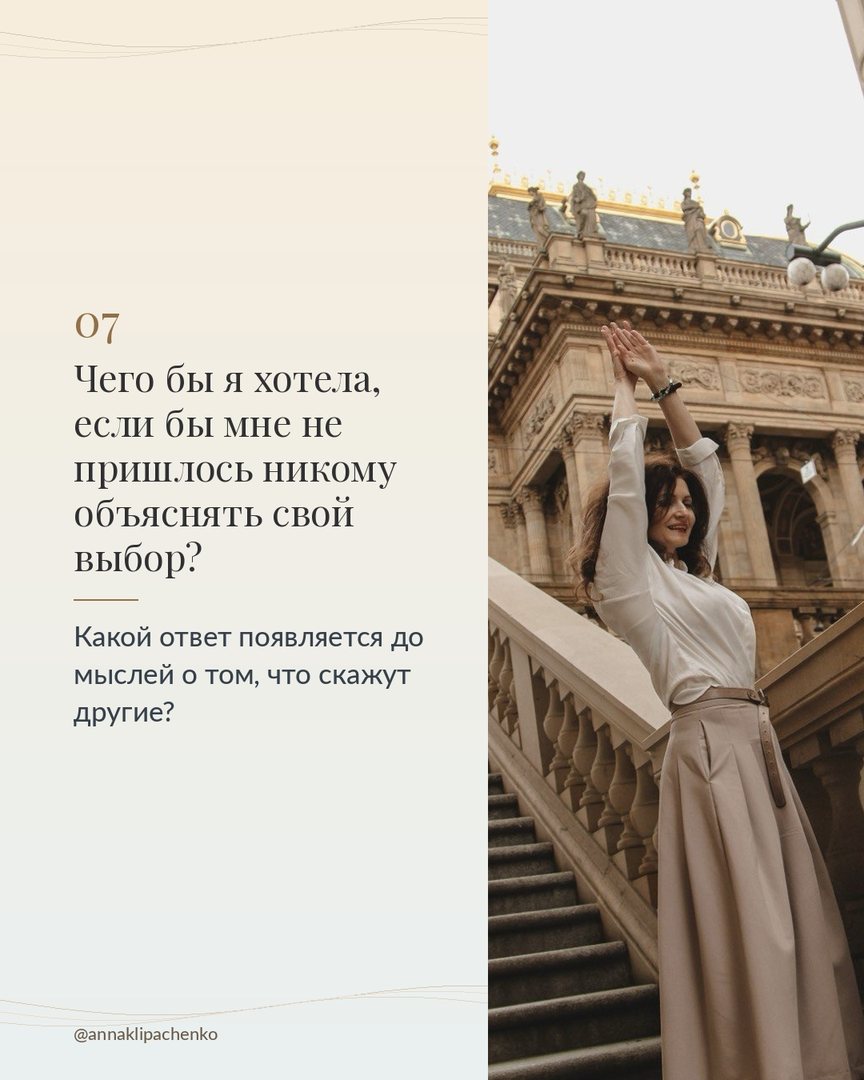 07
Чего бы я хотела,
если бы мне не
пришлось никому
объяснять свой
выбор?
Какой ответ появляется до
мыслей о том, что скажут
другие?
@annaklipachenko